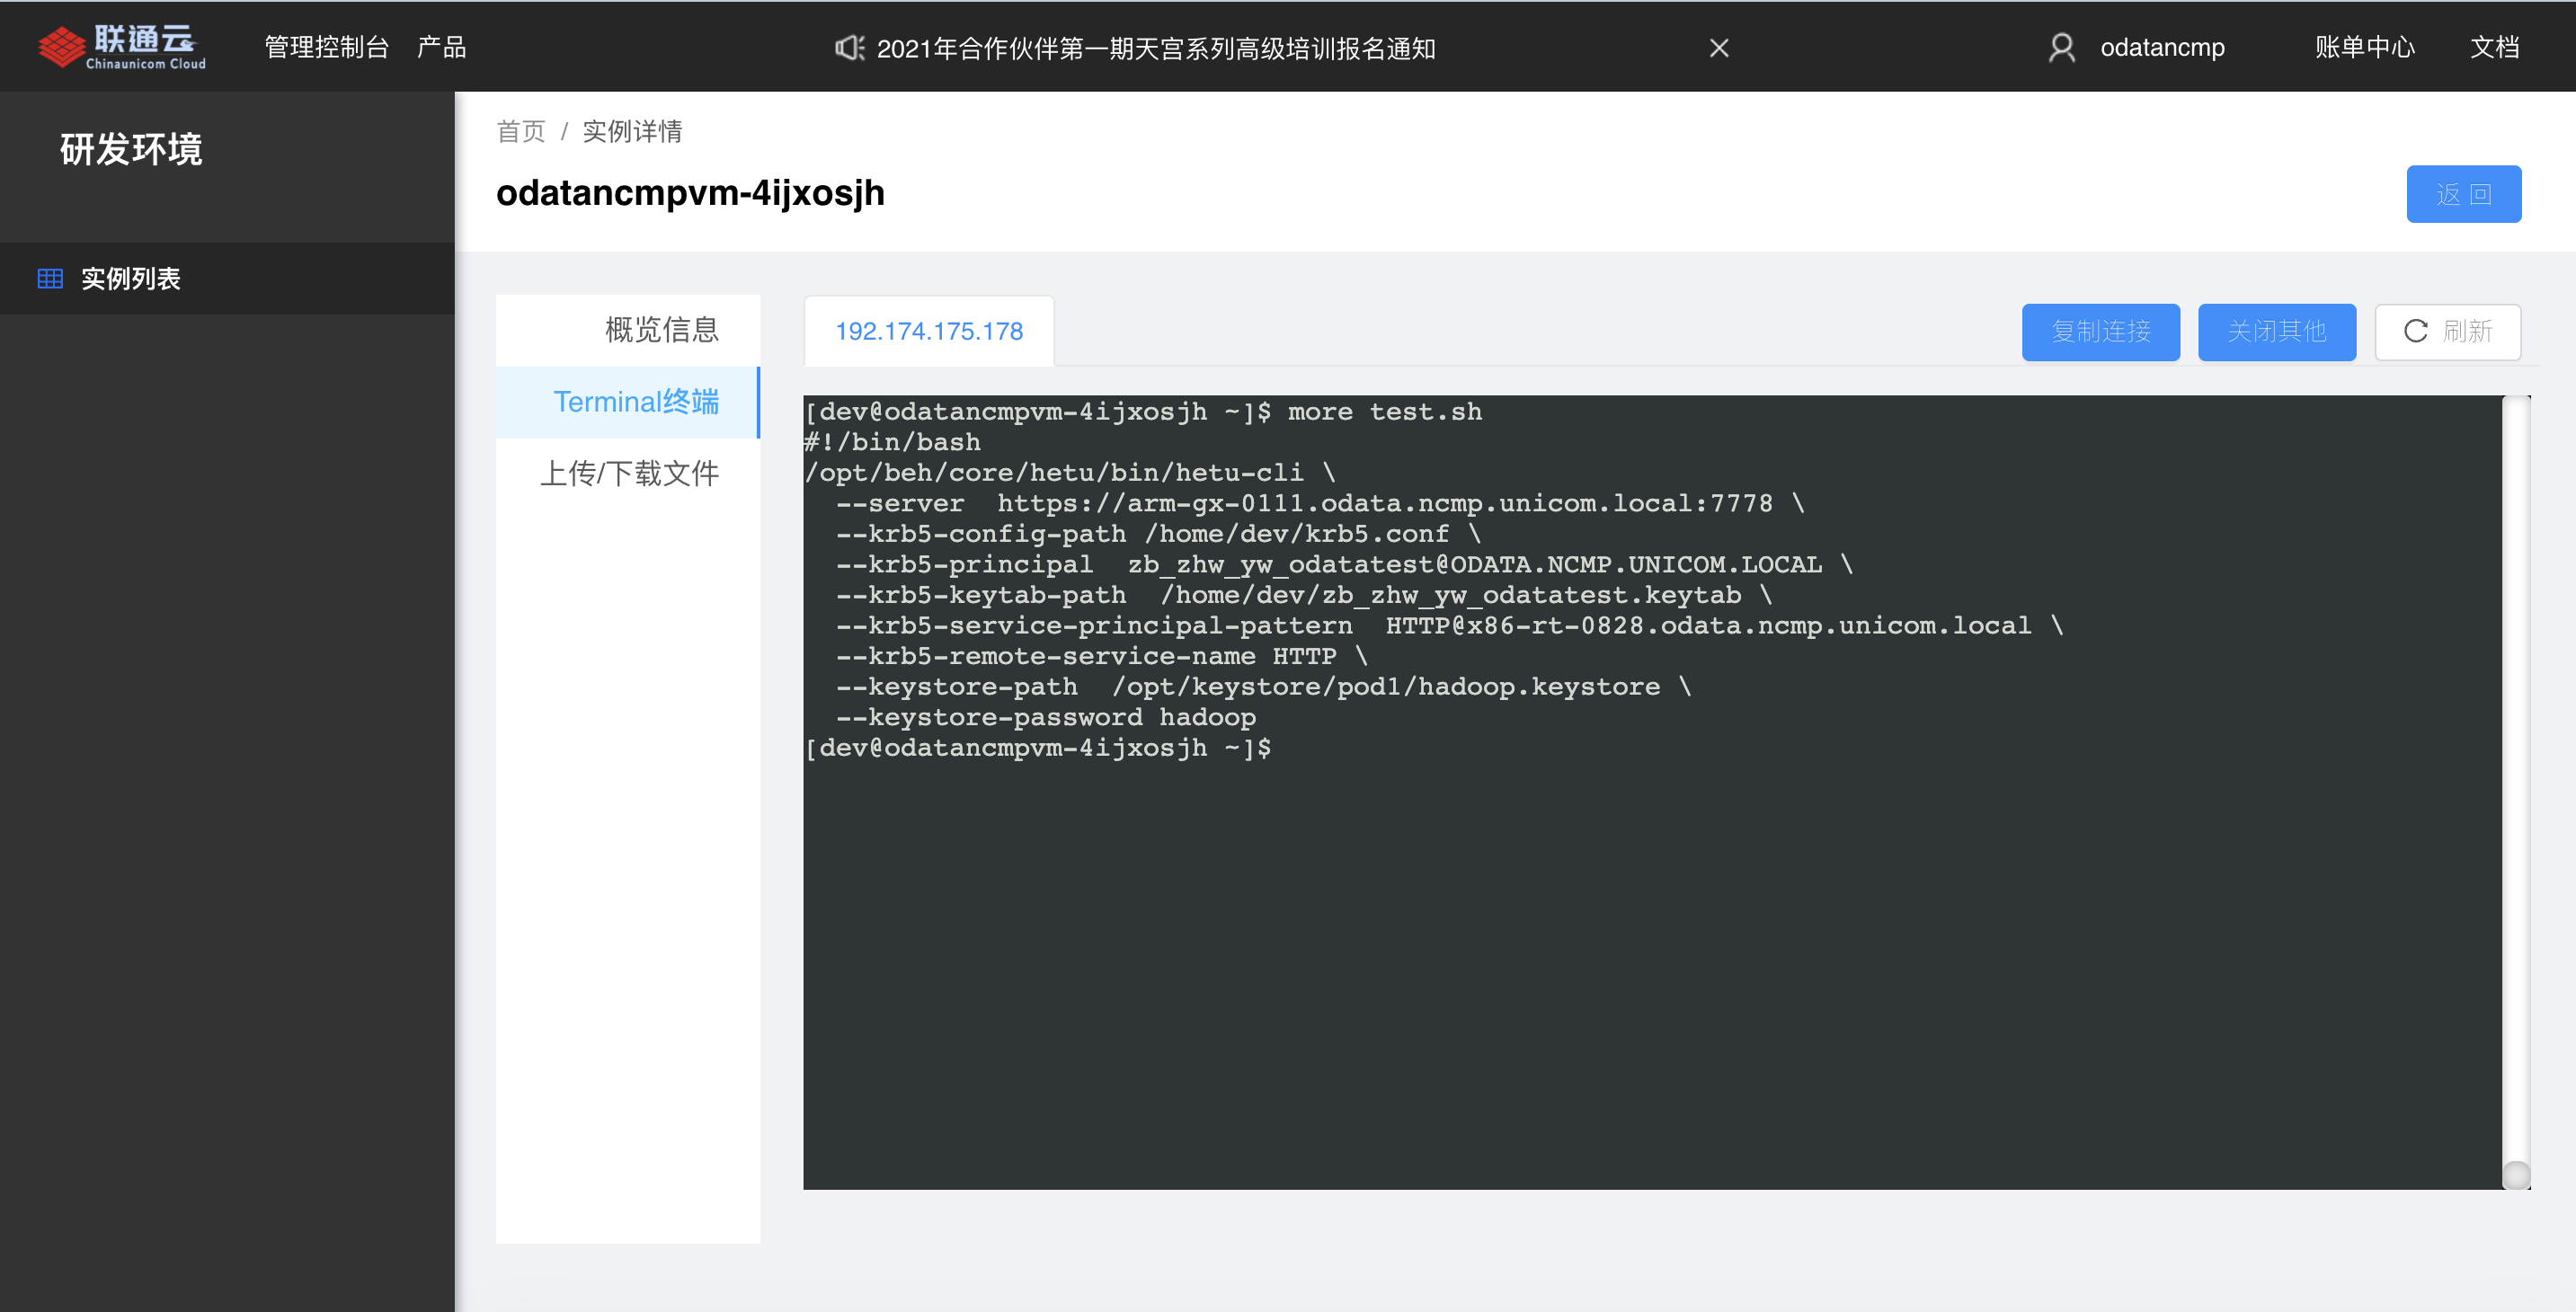 联通云
Chinaunicom Cloud
管理控制台 产品
2021年合作伙伴第一期天宫系列高级培训报名通知
odatancmp
账单中心
文档
研发环境
实例列表
首页 / 实例详情
odatancmpvm-4ijxosjh
返 回
概览信息
Terminal终端
上传/下载文件
192.174.175.178
复制连接
关闭其他
刷新
[dev@odatancmpvm-4ijxosjh ~]$ more test.sh
#!/bin/bash
/opt/beh/core/hetu/bin/hetu-cli \
  --server  https://arm-gx-0111.odata.ncmp.unicom.local:7778 \
  --krb5-config-path /home/dev/krb5.conf \
  --krb5-principal  zb_zhw_yw_odatatest@ODATA.NCMP.UNICOM.LOCAL \
  --krb5-keytab-path  /home/dev/zb_zhw_yw_odatatest.keytab \
  --krb5-service-principal-pattern  HTTP@x86-rt-0828.odata.ncmp.unicom.local \
  --krb5-remote-service-name HTTP \
  --keystore-path  /opt/keystore/pod1/hadoop.keystore \
  --keystore-password hadoop
[dev@odatancmpvm-4ijxosjh ~]$